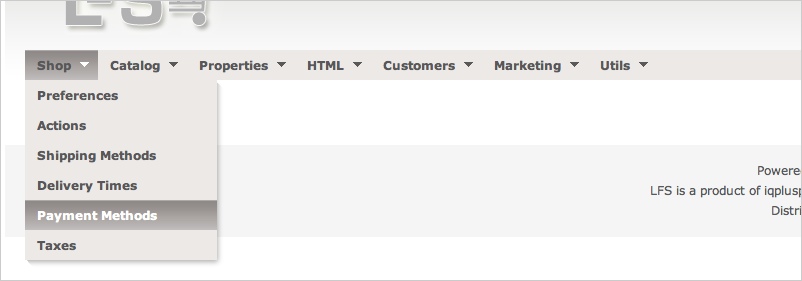 LFS
Shop Catalog Properties HTML Customers Marketing Utils
Preferences
Actions
Shipping Methods
Delivery Times
Payment Methods
Taxes
Powere
LFS is a product of iqplusp
Distri